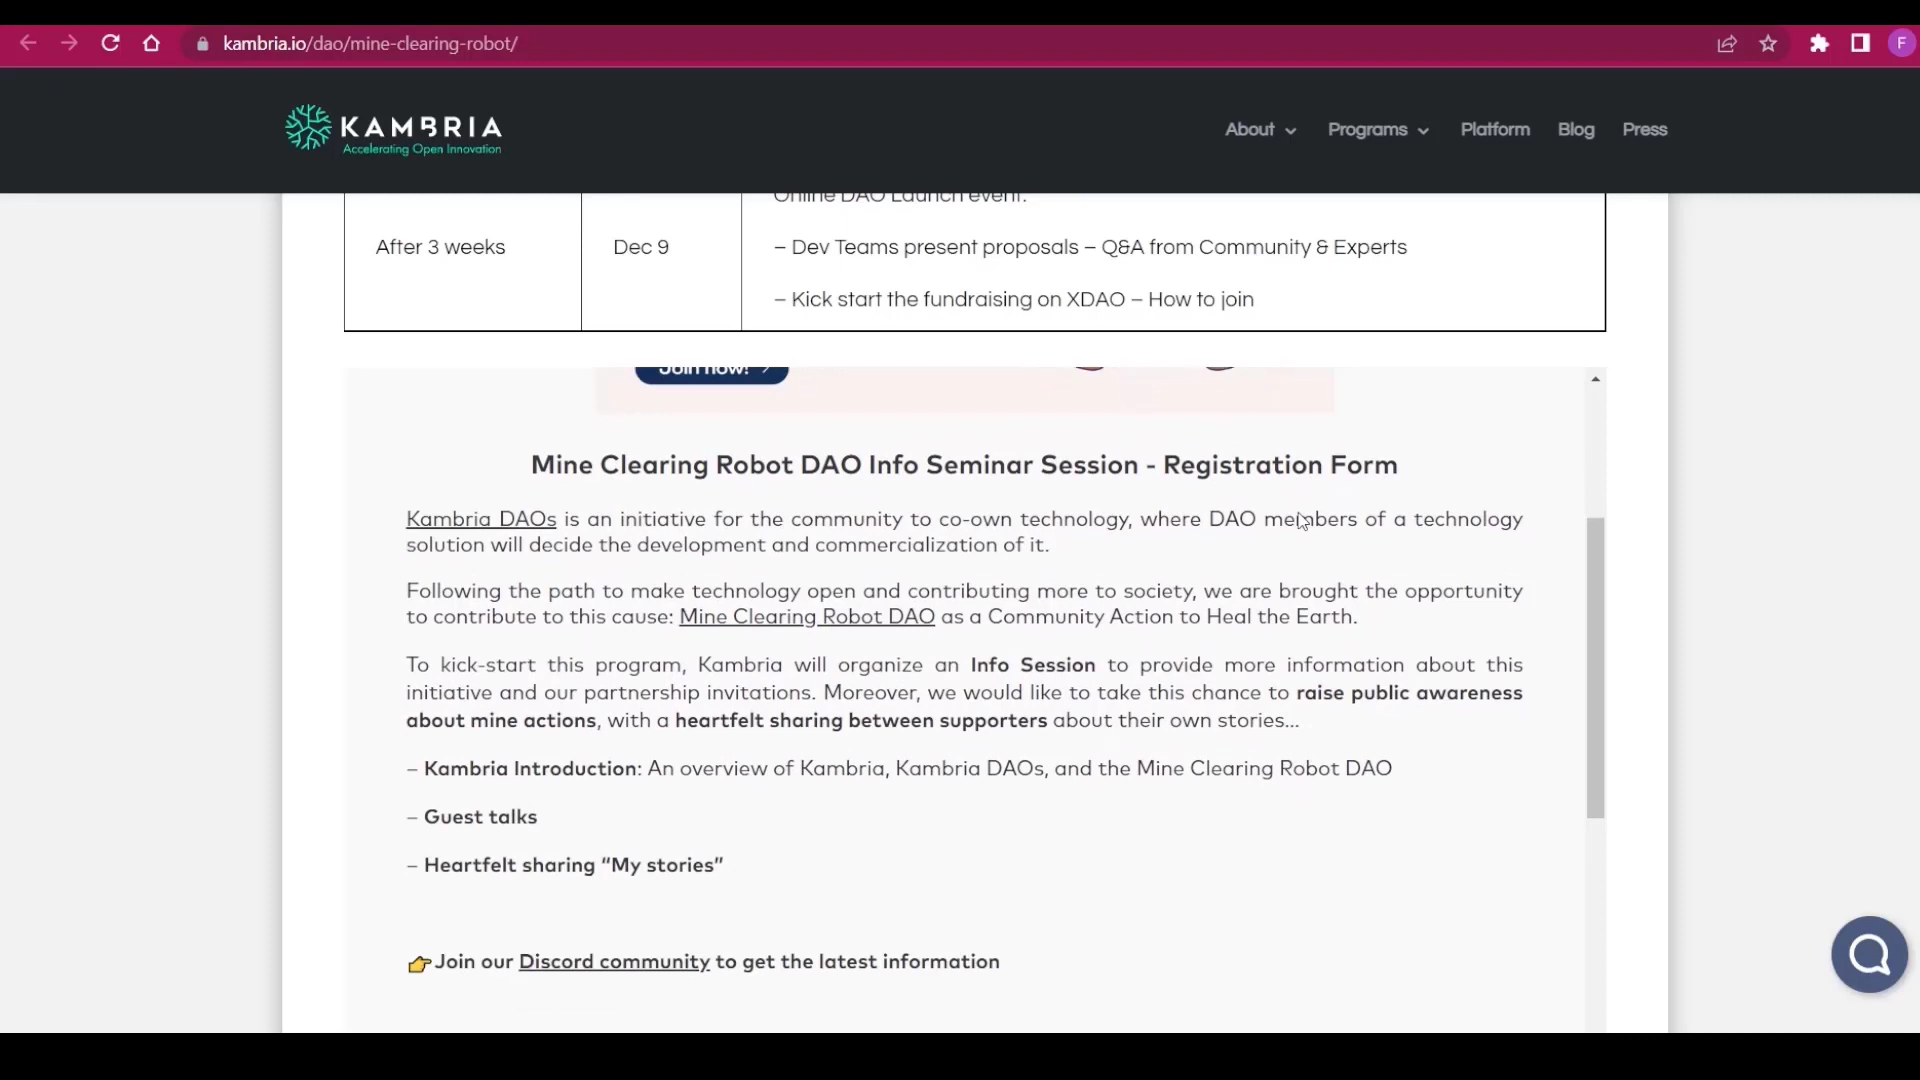 kambria.io/dao/mine-clearing-robot/
F
KAMBRIA
Accelerating Open Innovation
About
Programs
Platform
Blog
Press
Online DAO Launch event:
After 3 weeks
Dec 9
– Dev Teams present proposals – Q&A from Community & Experts
– Kick start the fundraising on XDAO – How to join
Join now!
Mine Clearing Robot DAO Info Seminar Session - Registration Form
Kambria DAOs is an initiative for the community to co-own technology, where DAO members of a technology
solution will decide the development and commercialization of it.
Following the path to make technology open and contributing more to society, we are brought the opportunity
to contribute to this cause: Mine Clearing Robot DAO as a Community Action to Heal the Earth.
To kick-start this program, Kambria will organize an Info Session to provide more information about this
initiative and our partnership invitations. Moreover, we would like to take this chance to raise public awareness
about mine actions, with a heartfelt sharing between supporters about their own stories...
– Kambria Introduction: An overview of Kambria, Kambria DAOs, and the Mine Clearing Robot DAO
– Guest talks
– Heartfelt sharing “My stories”
👉Join our Discord community to get the latest information